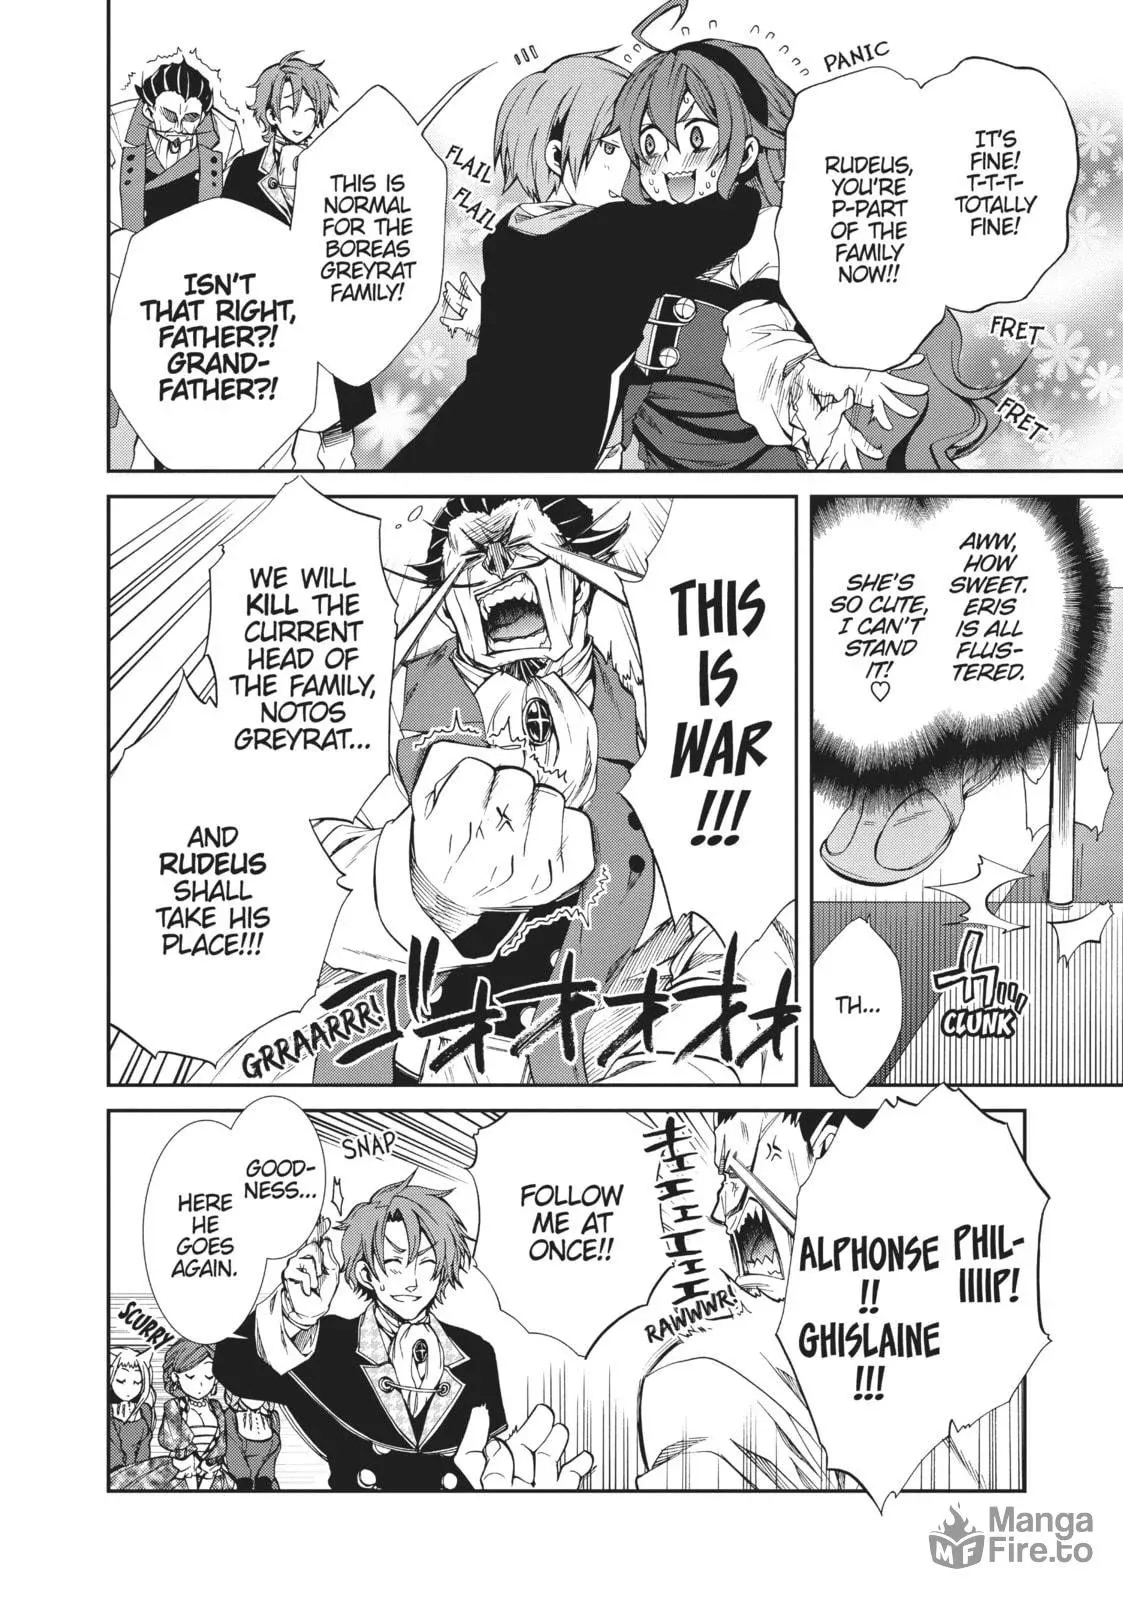 PANIC
IT'S
FINE!
T-T-T-
TOTALLY
FINE!
RUDEUS,
YOU'RE
P-PART
OF THE
FAMILY
NOW!!
FRET
FRET
FLAIL
FLAIL
THIS IS
NORMAL
FOR THE
BOREAS
GREYRAT
FAMILY!
ISN'T
THAT RIGHT,
FATHER?!
GRAND-
FATHER?!
AWW,
HOW
SWEET.
ERIS
IS ALL
FLUS-
TERED.
SHE'S
SO CUTE,
I CAN'T
STAND
IT!
♡
カッ
CLUNK
TH...
THIS
IS
WAR
!!!
WE WILL
KILL THE
CURRENT
HEAD OF
THE FAMILY,
NOTOS
GREYRAT...
AND
RUDEUS
SHALL
TAKE HIS
PLACE!!!
GRRAARRR!
ゴオオオオオ
PHIL-
IIIIP!
ALPHONSE
!!
GHISLAINE
!!!
RAWWWR!
FOLLOW
ME AT
ONCE!!
SNAP
GOOD-
NESS...
HERE
HE
GOES
AGAIN.
SCURRY
Manga
Fire.to
MF